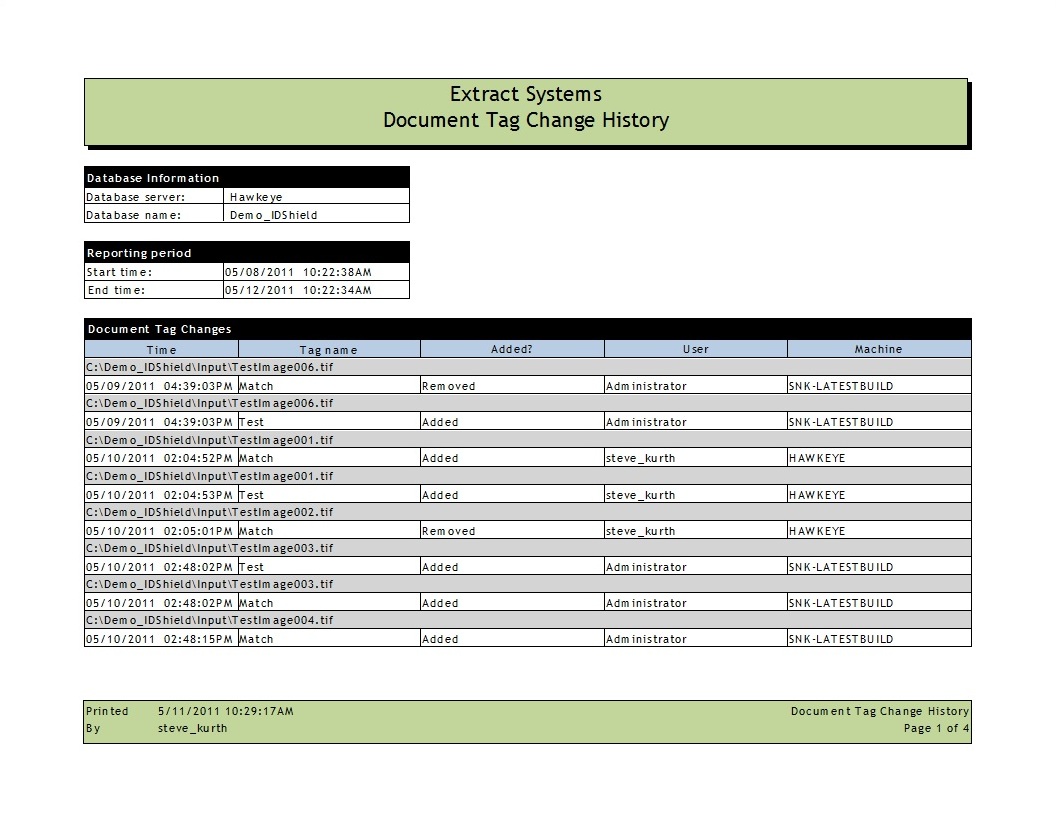 Extract Systems
Document Tag Change History
Database Information
Database server: Hawkeye
Database name: Demo_IDShield
Reporting period
Start time: 05/08/2011 10:22:38AM
End time: 05/12/2011 10:22:34AM
Document Tag Changes
Time Tag name Added? User Machine
C:\Demo_IDShield\Input\TestImage006.tif
05/09/2011 04:39:03PM Match Removed Administrator SNK-LATESTBUILD
C:\Demo_IDShield\Input\TestImage006.tif
05/09/2011 04:39:03PM Test Added Administrator SNK-LATESTBUILD
C:\Demo_IDShield\Input\TestImage001.tif
05/10/2011 02:04:52PM Match Added steve_kurth HAWKEYE
C:\Demo_IDShield\Input\TestImage001.tif
05/10/2011 02:04:53PM Test Added steve_kurth HAWKEYE
C:\Demo_IDShield\Input\TestImage002.tif
05/10/2011 02:05:01PM Match Removed steve_kurth HAWKEYE
C:\Demo_IDShield\Input\TestImage003.tif
05/10/2011 02:48:02PM Test Added Administrator SNK-LATESTBUILD
C:\Demo_IDShield\Input\TestImage003.tif
05/10/2011 02:48:02PM Match Added Administrator SNK-LATESTBUILD
C:\Demo_IDShield\Input\TestImage004.tif
05/10/2011 02:48:15PM Match Added Administrator SNK-LATESTBUILD
Printed 5/11/2011 10:29:17AM Document Tag Change History
By steve_kurth Page 1 of 4